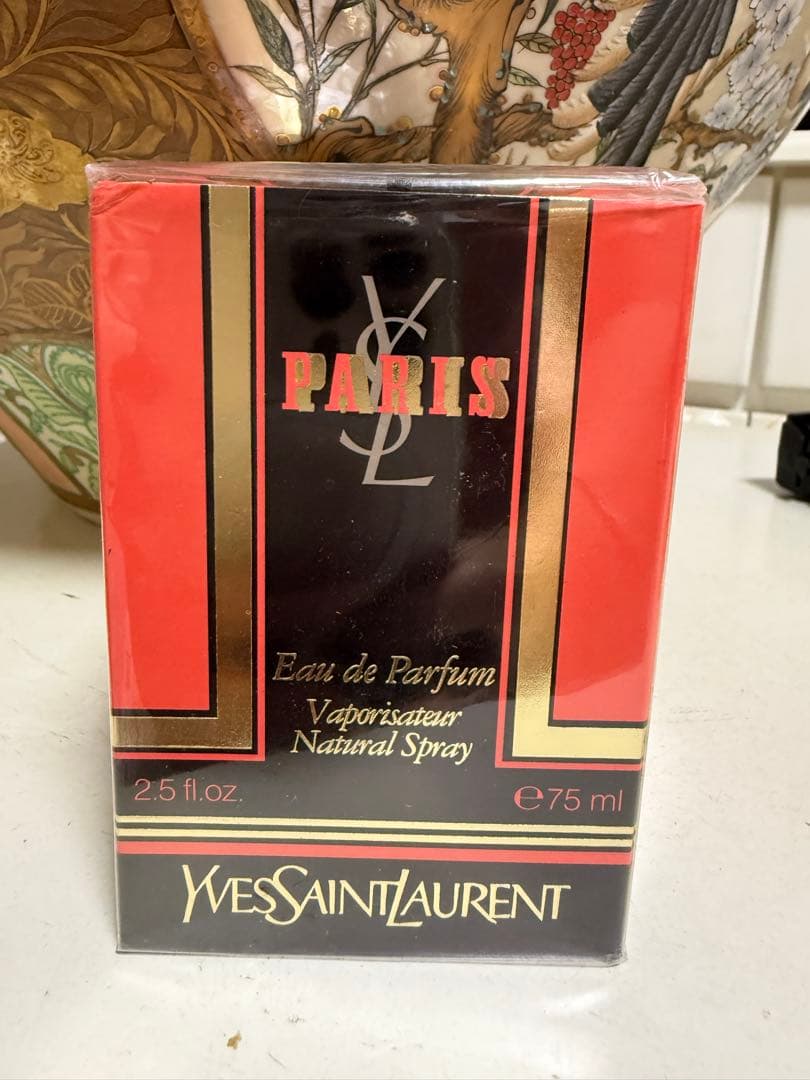 YSL
PARIS
Eau de Parfum
Vaporisateur
Natural Spray
2.5 fl.oz. ℮75 ml
YVESSAINTLAURENT